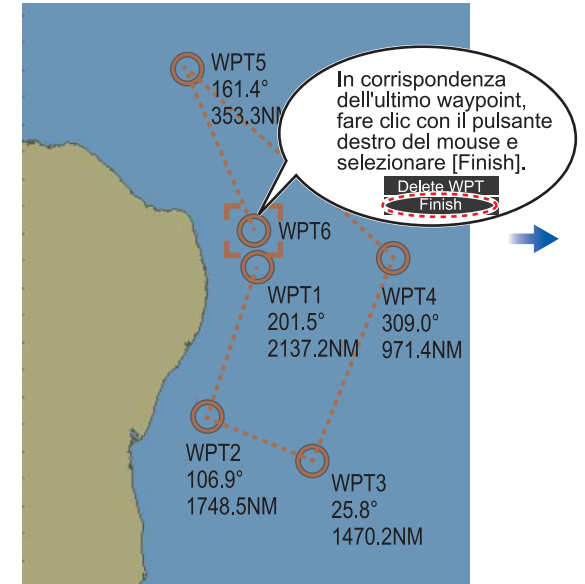 WPT5
161.4°
353.3NM
In corrispondenza
dell'ultimo waypoint,
fare clic con il pulsante
destro del mouse e
selezionare [Finish].
Delete WPT
Finish
WPT6
WPT1
201.5°
2137.2NM
WPT4
309.0°
971.4NM
WPT2
106.9°
1748.5NM
WPT3
25.8°
1470.2NM